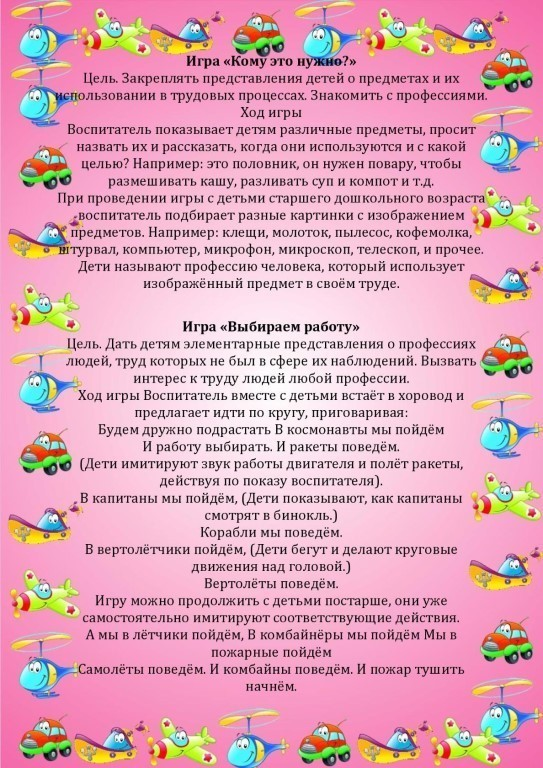 Игра «Кому это нужно?»
Цель. Закреплять представления детей о предметах и их
использовании в трудовых процессах. Знакомить с профессиями.
Ход игры
Воспитатель показывает детям различные предметы, просит
назвать их и рассказать, когда они используются и с какой
целью? Например: это половник, он нужен повару, чтобы
размешивать кашу, разливать суп и компот и т.д.
При проведении игры с детьми старшего дошкольного возраста
воспитатель подбирает разные картинки с изображением
предметов. Например: клещи, молоток, пылесос, кофемолка,
штурвал, компьютер, микрофон, микроскоп, телескоп, и прочее.
Дети называют профессию человека, который использует
изображённый предмет в своём труде.
Игра «Выбираем работу»
Цель. Дать детям элементарные представления о профессиях
людей, труд которых не был в сфере их наблюдений. Вызвать
интерес к труду людей любой профессии.
Ход игры Воспитатель вместе с детьми встаёт в хоровод и
предлагает идти по кругу, приговаривая:
Будем дружно подрастать В космонавты мы пойдём
И работу выбирать. И ракеты поведём.
(Дети имитируют звук работы двигателя и полёт ракеты,
действуя по показу воспитателя).
В капитаны мы пойдём, (Дети показывают, как капитаны
смотрят в бинокль.)
Корабли мы поведём.
В вертолётчики пойдём, (Дети бегут и делают круговые
движения над головой.)
Вертолёты поведём.
Игру можно продолжить с детьми постарше, они уже
самостоятельно имитируют соответствующие действия.
А мы в лётчики пойдём, В комбайнёры мы пойдём Мы в
пожарные пойдём
Самолёты поведём. И комбайны поведём. И пожар тушить
начнём.